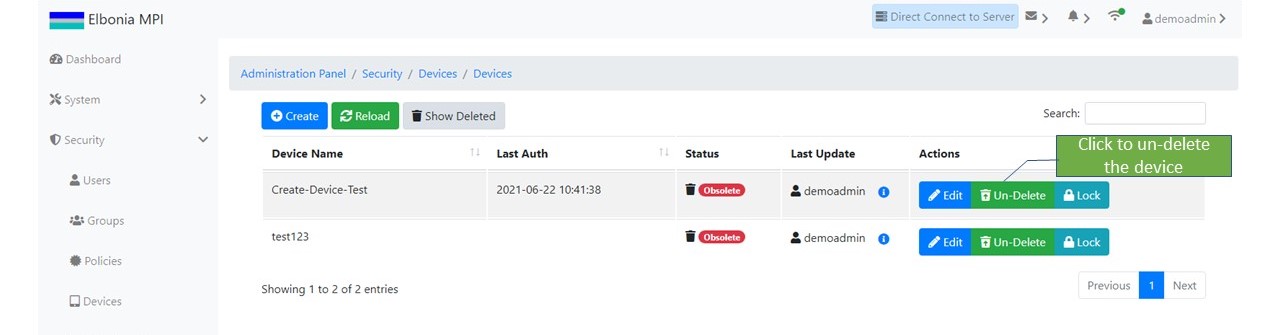 Elbonia MPI
Direct Connect to Server
demoadmin
Dashboard
System
Security
Users
Groups
Policies
Devices
Administration Panel / Security / Devices / Devices
Create Reload Show Deleted Search:
Device Name Last Auth Status Last Update Actions
Click to un-delete
the device
Create-Device-Test 2021-06-22 10:41:38 Obsolete demoadmin Edit Un-Delete Lock
test123 Obsolete demoadmin Edit Un-Delete Lock
Showing 1 to 2 of 2 entries
Previous 1 Next